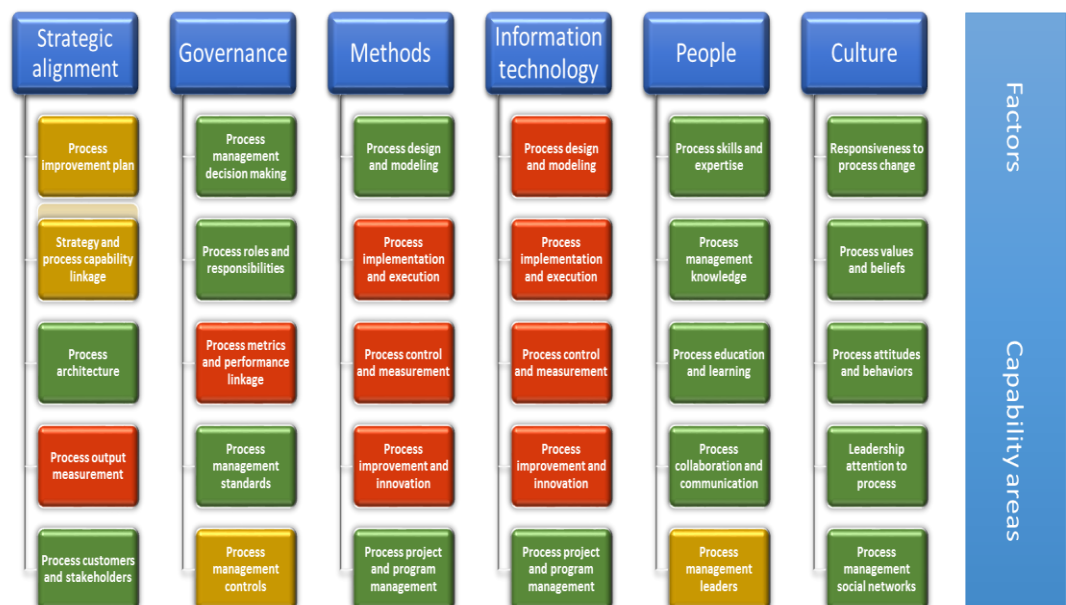 Strategic
alignment
Process
improvement plan
Strategy and
process capability
linkage
Process
architecture
Process output
measurement
Process customers
and stakeholders
Governance
Process
management
decision making
Process roles and
responsibilities
Process metrics
and performance
linkage
Process
management
standards
Process
management
controls
Methods
Process design
and modeling
Process
implementation
and execution
Process control
and measurement
Process
improvement and
innovation
Process project
and program
management
Information
technology
Process design
and modeling
Process
implementation
and execution
Process control
and measurement
Process
improvement and
innovation
Process project
and program
management
People
Process skills and
expertise
Process
management
knowledge
Process education
and learning
Process
collaboration and
communication
Process
management
leaders
Culture
Responsiveness to
process change
Process values
and beliefs
Process attitudes
and behaviors
Leadership
attention to
process
Process
management
social networks
Factors
Capability areas